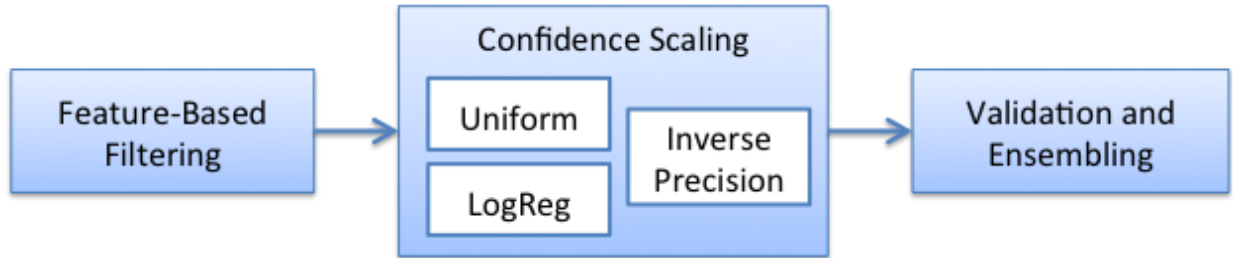 Feature-Based
Filtering
Confidence Scaling
Uniform
LogReg
Inverse
Precision
Validation and
Ensembling